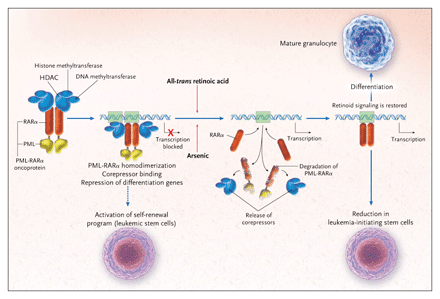 Mature granulocyte
Histone methyltransferase
HDAC
DNA methyltransferase
All-trans retinoic acid
Differentiation
Retinoid signaling is restored
RARα
PML
PML-RARα
oncoprotein
Transcription
blocked
PML-RARα homodimerization
Corepressor binding
Repression of differentiation genes
Arsenic
RARα
Transcription
Degradation of
PML-RARα
Release of
corepressors
Transcription
Activation of self-renewal
program (leukemic stem cells)
Reduction in
leukemia-initiating stem cells